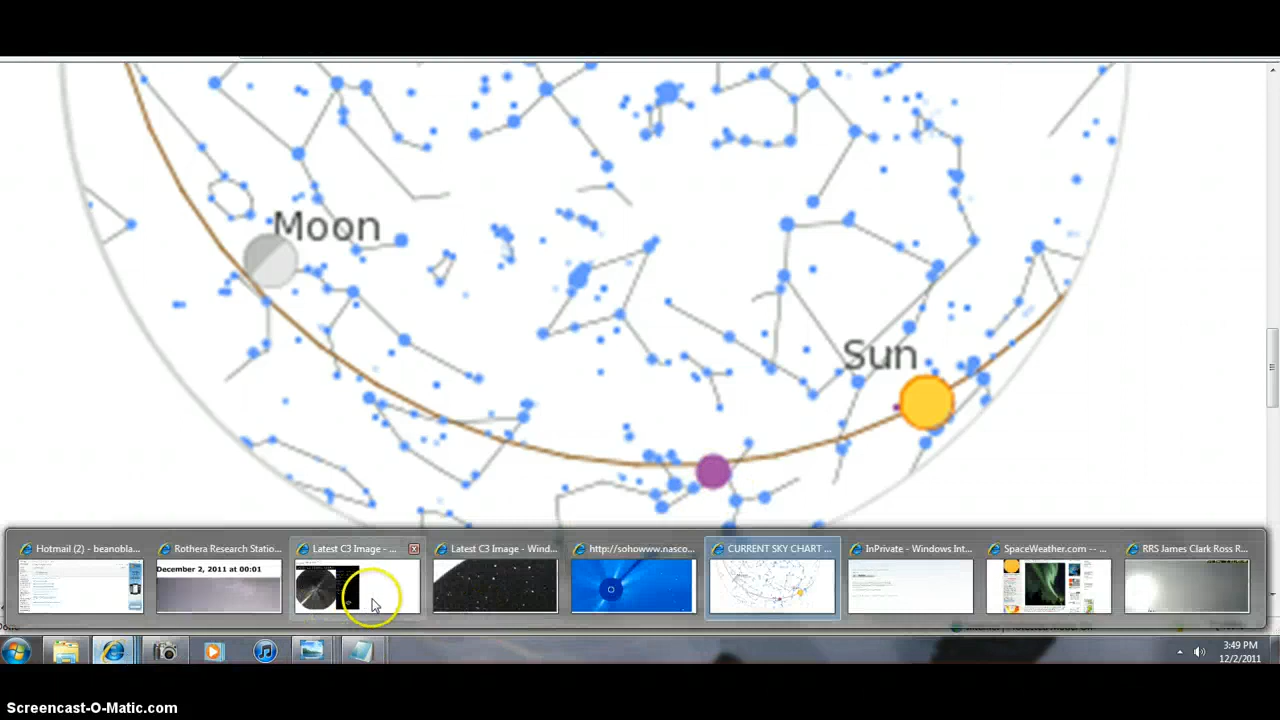 Moon
Sun
Hotmail (2) - beanobla...
Rothera Research Statio...
Latest C3 Image - ...
Latest C3 Image - Wind...
http://sohowww.nasco...
CURRENT SKY CHART ...
InPrivate - Windows Int...
SpaceWeather.com -- ...
RRS James Clark Ross R...
December 2, 2011 at 00:01
3:49 PM
12/2/2011
Screencast-O-Matic.com